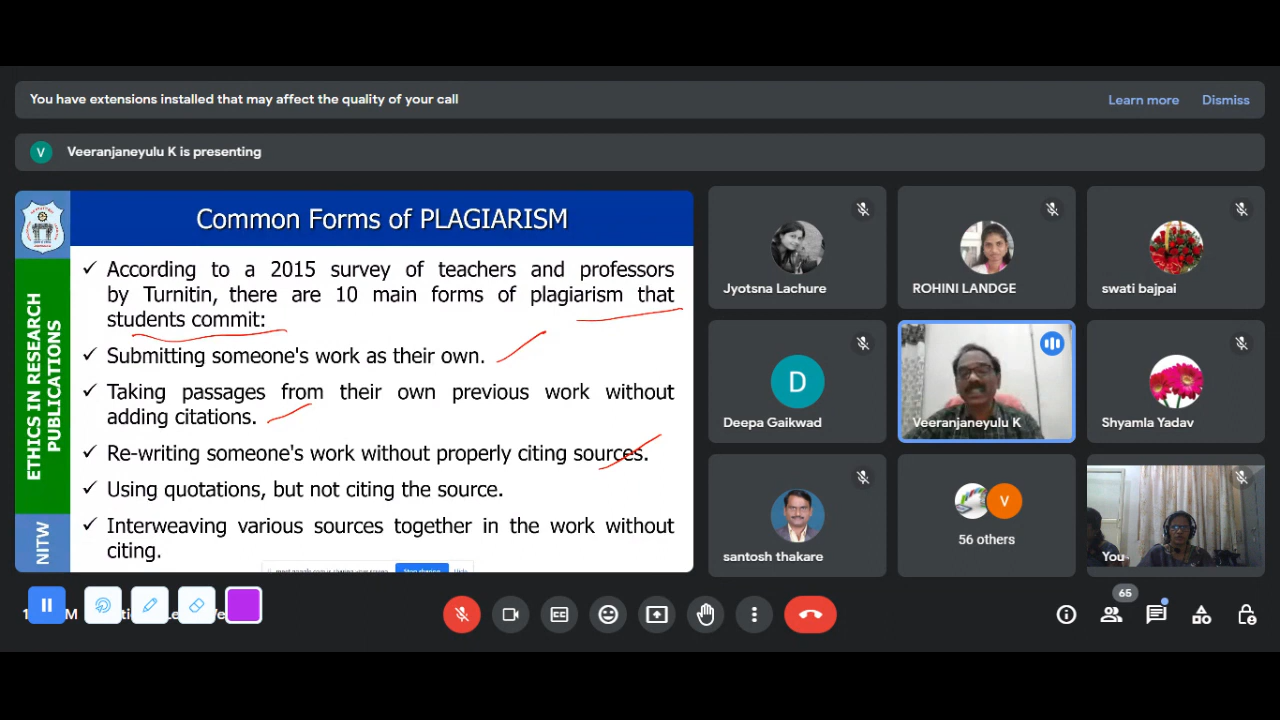 You have extensions installed that may affect the quality of your call
Learn more
Dismiss
V
Veeranjaneyulu K is presenting
Common Forms of PLAGIARISM
ETHICS IN RESEARCH
PUBLICATIONS
NITW
✓ According to a 2015 survey of teachers and professors
by Turnitin, there are 10 main forms of plagiarism that
students commit:
✓ Submitting someone's work as their own.
✓ Taking passages from their own previous work without
adding citations.
✓ Re-writing someone's work without properly citing sources.
✓ Using quotations, but not citing the source.
✓ Interweaving various sources together in the work without
citing.
Stop sharing
Hide
Jyotsna Lachure
ROHINI LANDGE
swati bajpai
D
Deepa Gaikwad
Veeranjaneyulu K
Shyamla Yadav
santosh thakare
V
56 others
You
65